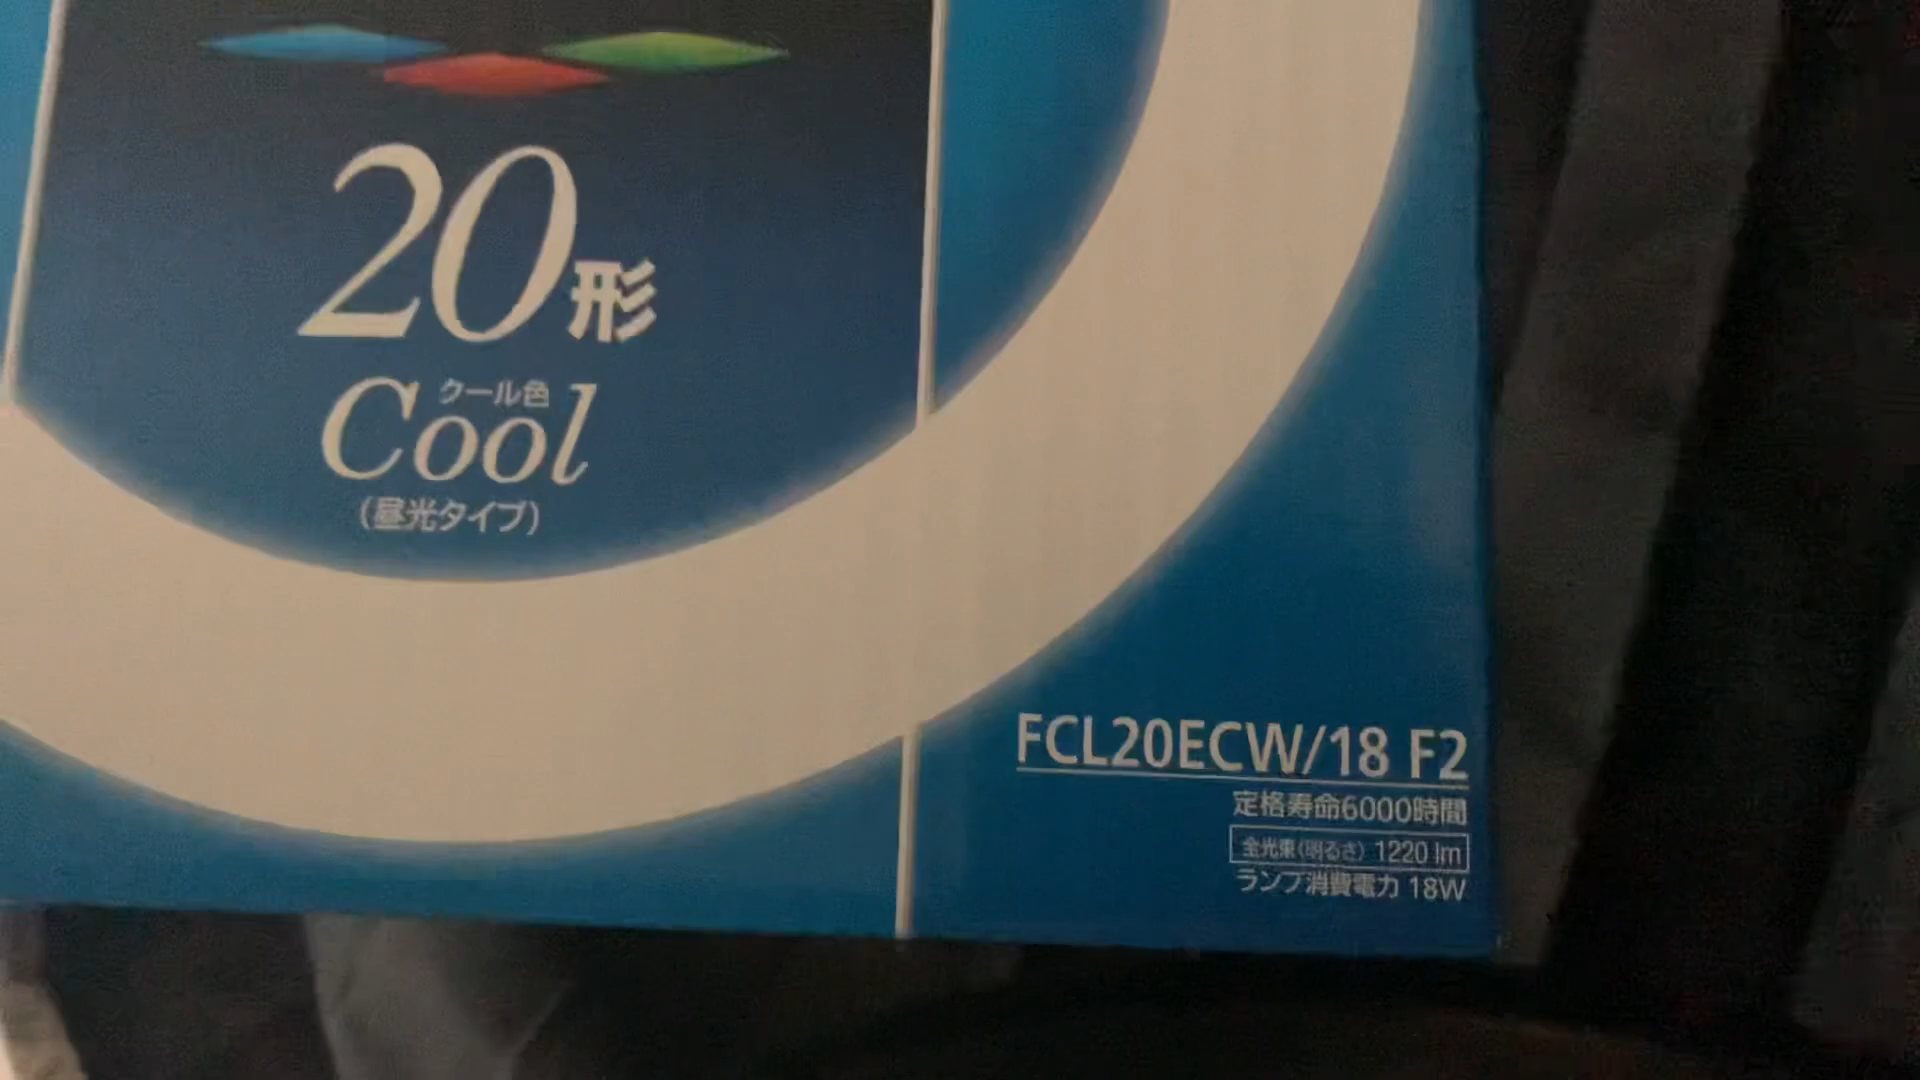 20形
クール色
Cool
(昼光タイプ)
FCL20ECW/18 F2
定格寿命6000時間
全光束(明るさ) 1220 lm
ランプ消費電力 18W